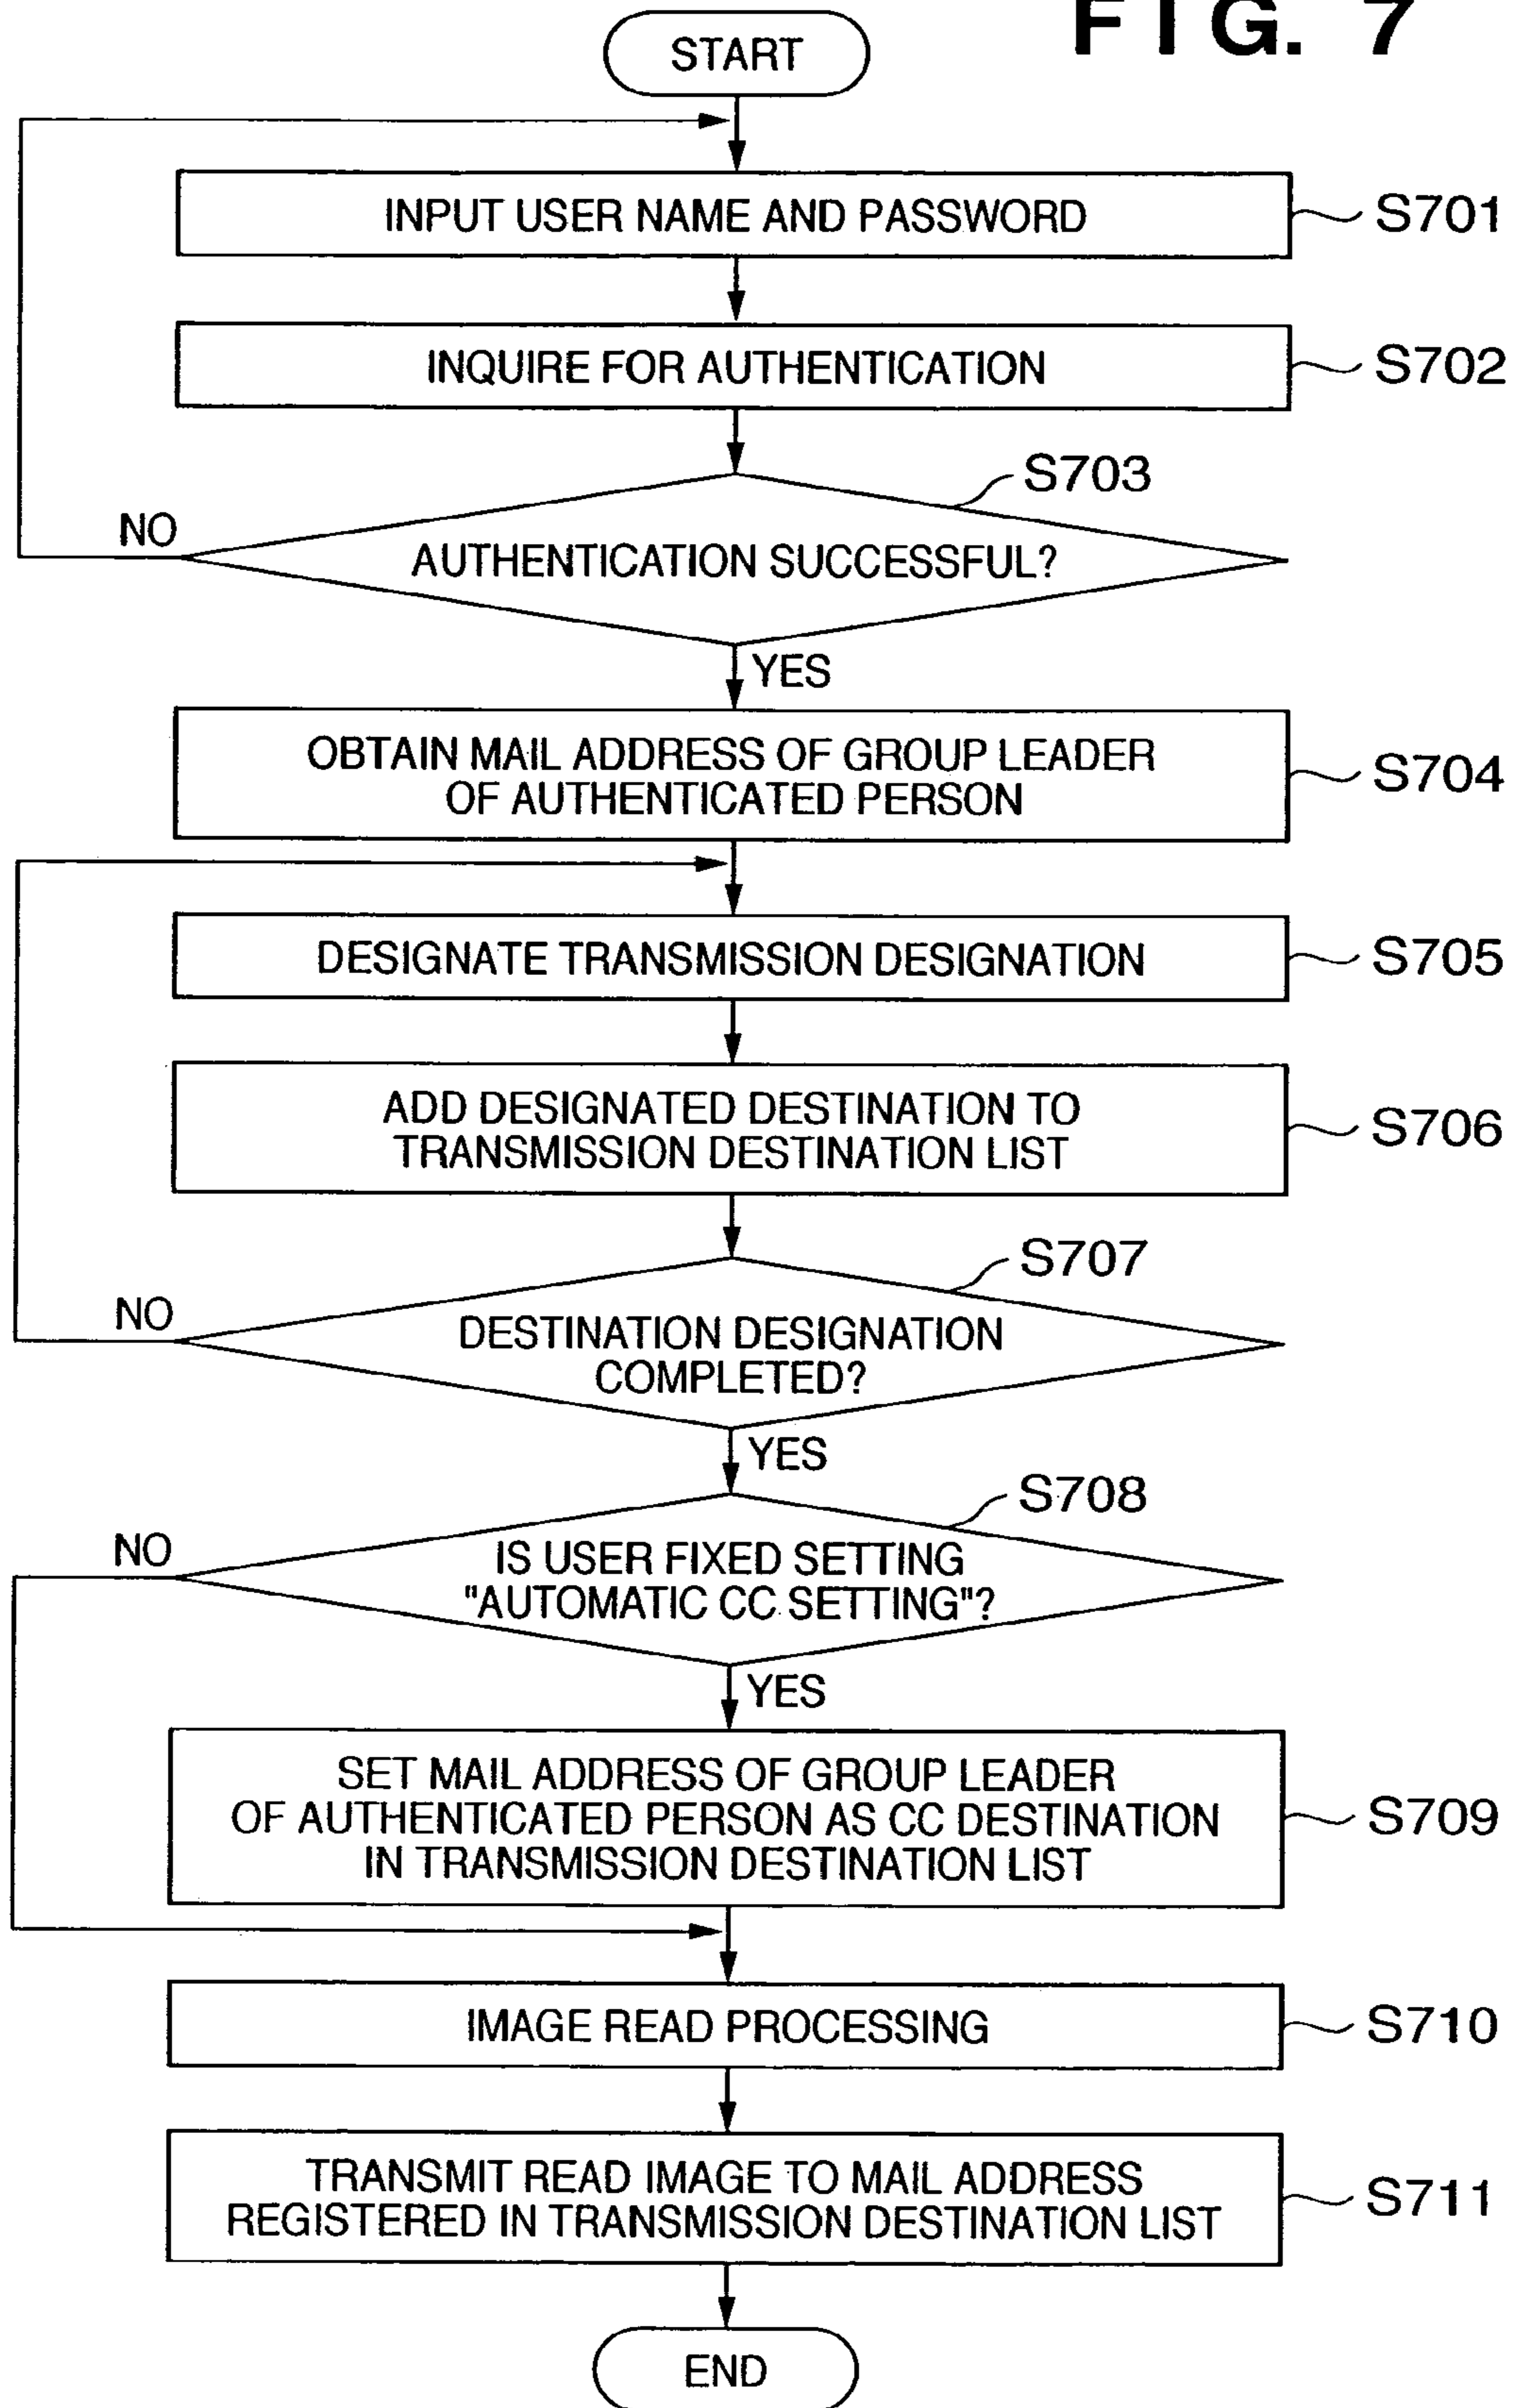 FIG. 7
START
INPUT USER NAME AND PASSWORD
S701
INQUIRE FOR AUTHENTICATION
S702
S703
NO
AUTHENTICATION SUCCESSFUL?
YES
OBTAIN MAIL ADDRESS OF GROUP LEADER
OF AUTHENTICATED PERSON
S704
DESIGNATE TRANSMISSION DESIGNATION
S705
ADD DESIGNATED DESTINATION TO
TRANSMISSION DESTINATION LIST
S706
S707
NO
DESTINATION DESIGNATION
COMPLETED?
YES
S708
NO
IS USER FIXED SETTING
"AUTOMATIC CC SETTING"?
YES
SET MAIL ADDRESS OF GROUP LEADER
OF AUTHENTICATED PERSON AS CC DESTINATION
IN TRANSMISSION DESTINATION LIST
S709
IMAGE READ PROCESSING
S710
TRANSMIT READ IMAGE TO MAIL ADDRESS
REGISTERED IN TRANSMISSION DESTINATION LIST
S711
END